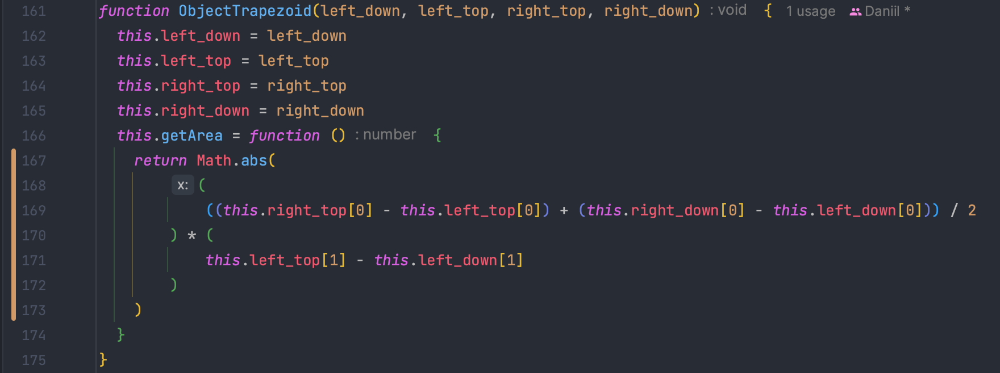 161 function ObjectTrapezoid(left_down, left_top, right_top, right_down) : void { 1 usage Daniil *
162 this.left_down = left_down
163 this.left_top = left_top
164 this.right_top = right_top
165 this.right_down = right_down
166 this.getArea = function () : number {
167 return Math.abs(
168 x: (
169 ((this.right_top[0] - this.left_top[0]) + (this.right_down[0] - this.left_down[0])) / 2
170 ) * (
171 this.left_top[1] - this.left_down[1]
172 )
173 )
174 }
175 }